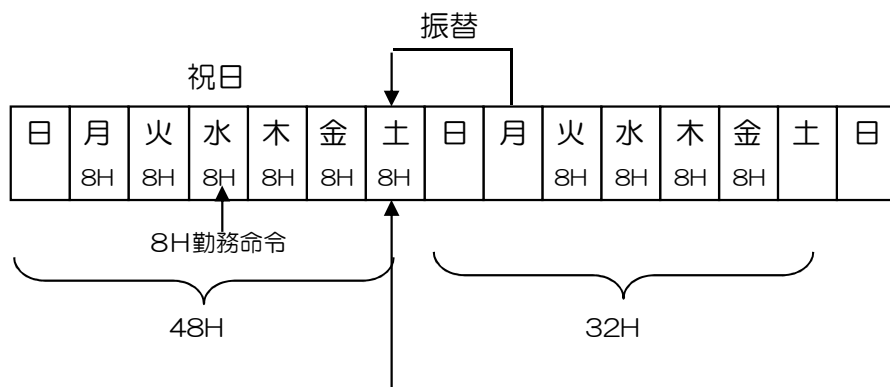 振替
祝日
日 月 火 水 木 金 土 日 月 火 水 木 金 土 日
8H 8H 8H 8H 8H 8H 8H 8H 8H 8H
8H勤務命令
48H 32H